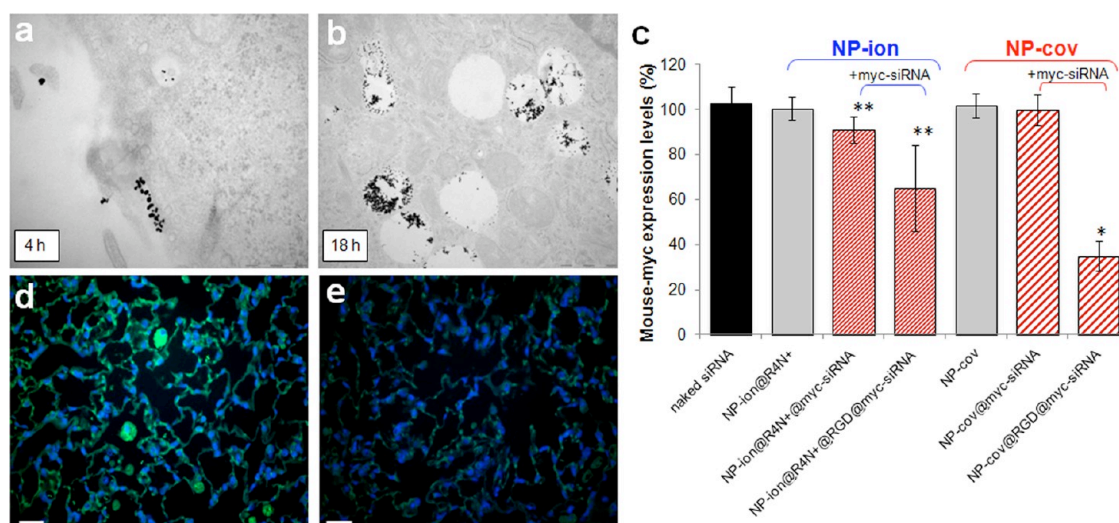 a
4 h
b
18 h
c
NP-ion
NP-cov
+myc-siRNA
+myc-siRNA
Mouse-myc expression levels (%)
120
100
80
60
40
20
0
**
**
*
naked siRNA
NP-ion@R4N+
NP-ion@R4N+@myc-siRNA
NP-ion@R4N+@RGD@myc-siRNA
NP-cov
NP-cov@myc-siRNA
NP-cov@RGD@myc-siRNA
d
e